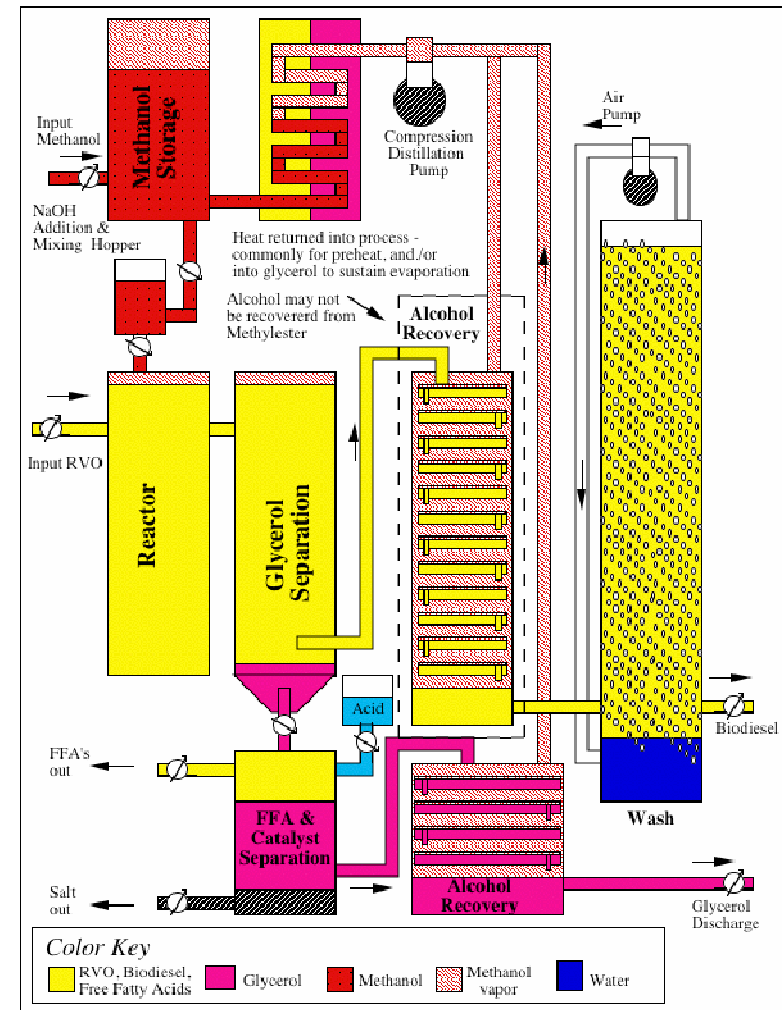 Methanol
Storage
Input
Methanol
NaOH
Addition &
Mixing Hopper
Compression
Distillation
Pump
Air
Pump
Heat returned into process -
commonly for preheat, and./or
into glycerol to sustain evaporation
Alcohol may not
be recovererd from
Methylester
Alcohol
Recovery
Input RVO
Reactor
Glycerol
Separation
Acid
FFA's
out
FFA &
Catalyst
Separation
Salt
out
Alcohol
Recovery
Biodiesel
Wash
Glycerol
Discharge
Color Key
RVO, Biodiesel,
Free Fatty Acids
Glycerol
Methanol
Methanol
vapor
Water